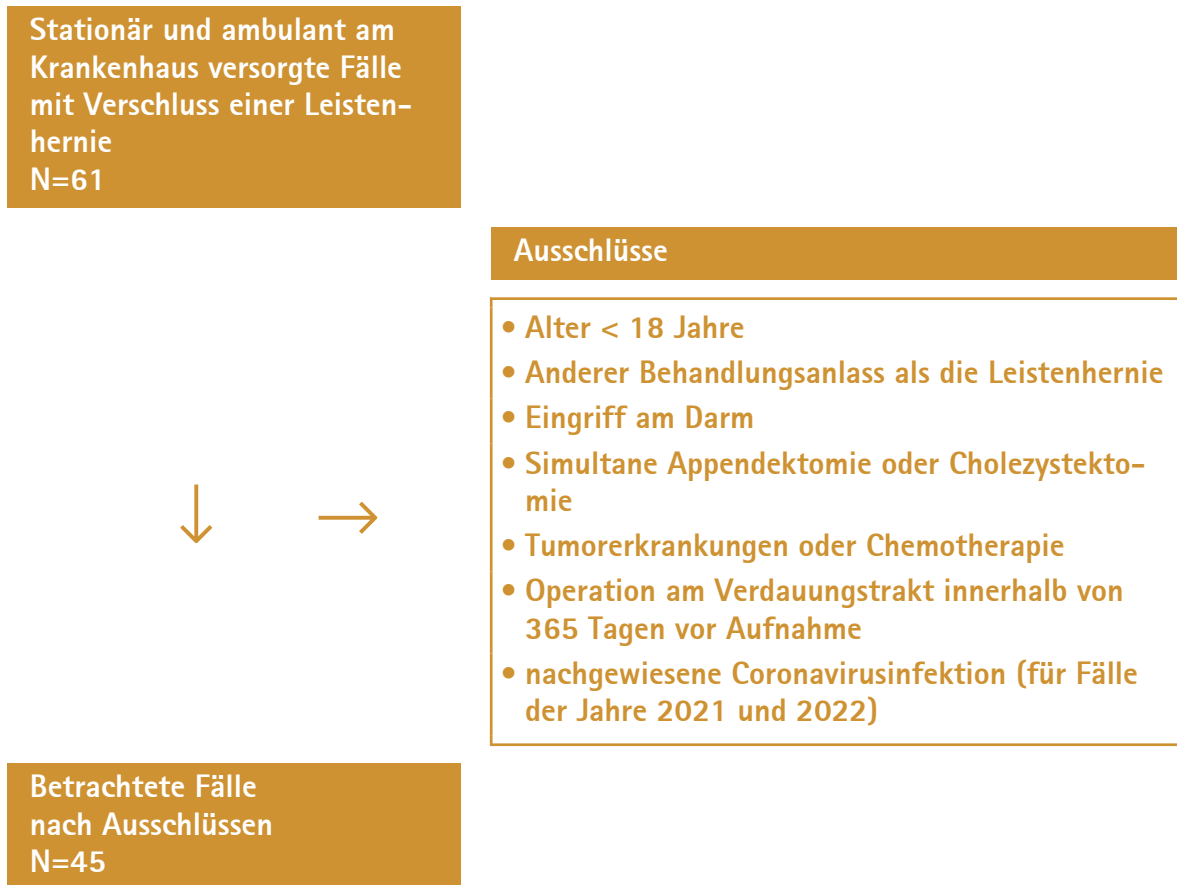 Stationär und ambulant am
Krankenhaus versorgte Fälle
mit Verschluss einer Leisten-
hernie
N=61
Ausschlüsse
• Alter < 18 Jahre
• Anderer Behandlungsanlass als die Leistenhernie
• Eingriff am Darm
• Simultane Appendektomie oder Cholezystekto-
mie
• Tumorerkrankungen oder Chemotherapie
• Operation am Verdauungstrakt innerhalb von
365 Tagen vor Aufnahme
• nachgewiesene Coronavirusinfektion (für Fälle
der Jahre 2021 und 2022)
Betrachtete Fälle
nach Ausschlüssen
N=45